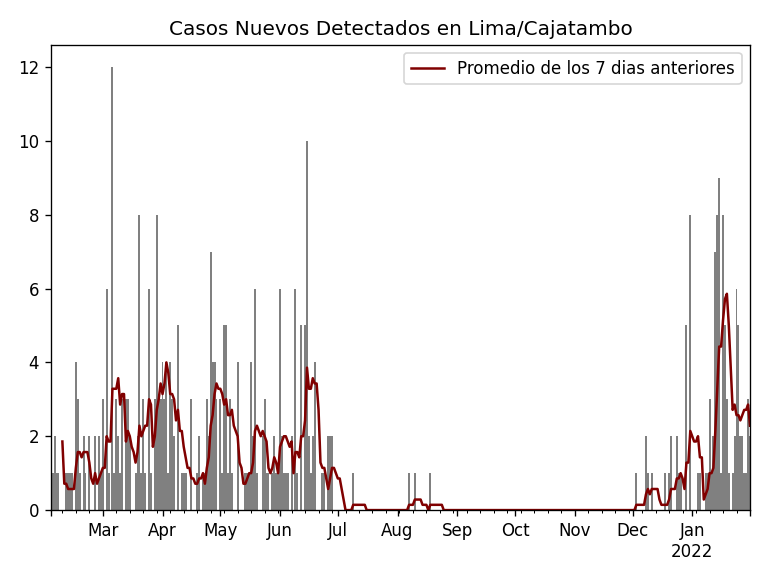 Casos Nuevos Detectados en Lima/Cajatambo
Promedio de los 7 dias anteriores
12
10
8
6
4
2
0
Mar Apr May Jun Jul Aug Sep Oct Nov Dec Jan
2022